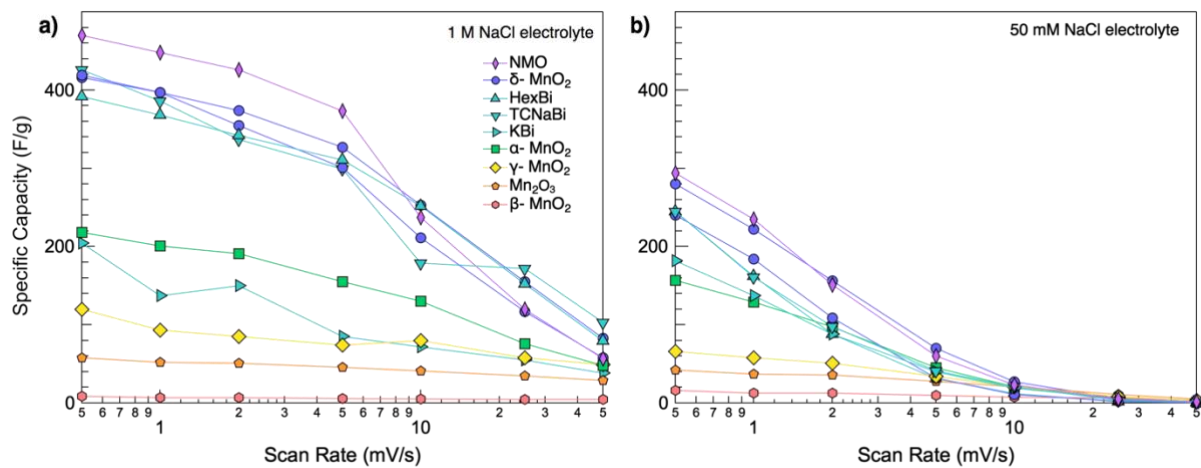 a)
1 M NaCl electrolyte
NMO
δ- MnO₂
HexBi
TCNaBi
KBi
α- MnO₂
γ- MnO₂
Mn₂O₃
β- MnO₂
400
200
0
Specific Capacity (F/g)
5 6 7 8 9 1 2 3 4 5 6 7 8 9 10 2 3 4 5
Scan Rate (mV/s)
b)
50 mM NaCl electrolyte
400
200
0
5 6 7 8 9 1 2 3 4 5 6 7 8 9 10 2 3 4 5
Scan Rate (mV/s)